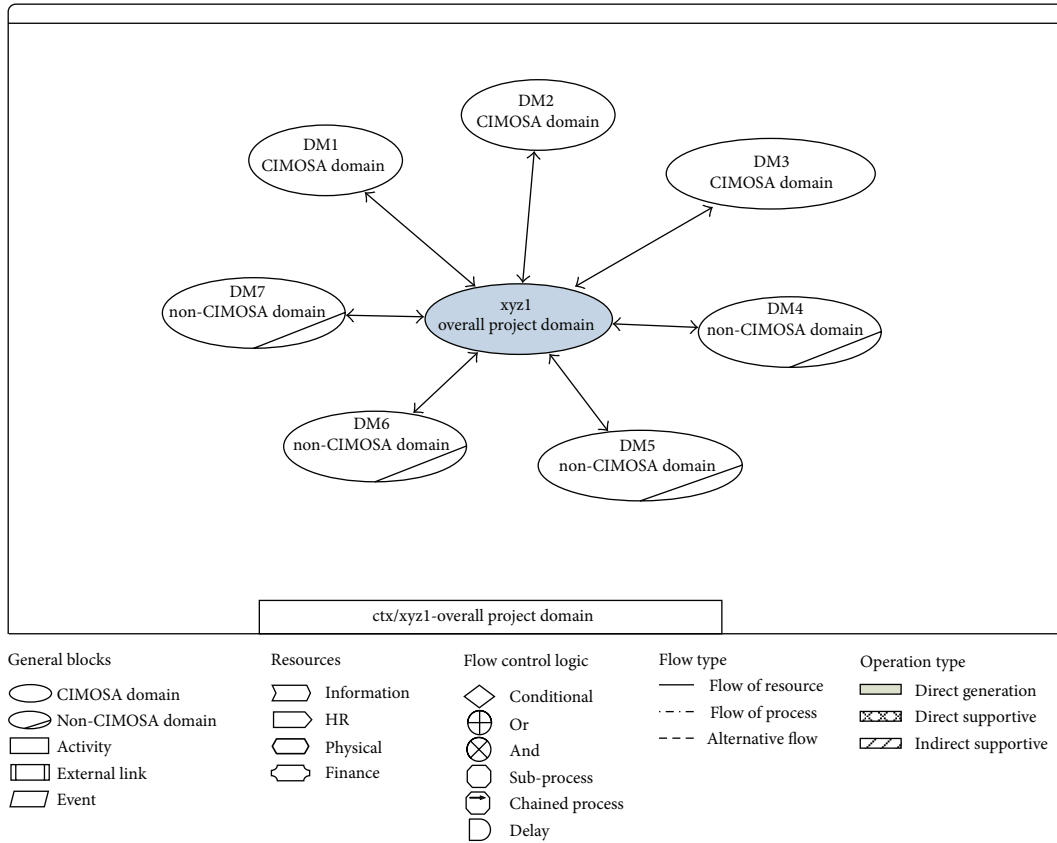 DM2
CIMOSA domain
DM1
CIMOSA domain
DM3
CIMOSA domain
DM7
non-CIMOSA domain
xyz1
overall project domain
DM4
non-CIMOSA domain
DM6
non-CIMOSA domain
DM5
non-CIMOSA domain
ctx/xyz1-overall project domain
General blocks
CIMOSA domain
Non-CIMOSA domain
Activity
External link
Event
Resources
Information
HR
Physical
Finance
Flow control logic
Conditional
Or
And
Sub-process
Chained process
Delay
Flow type
Flow of resource
Flow of process
Alternative flow
Operation type
Direct generation
Direct supportive
Indirect supportive